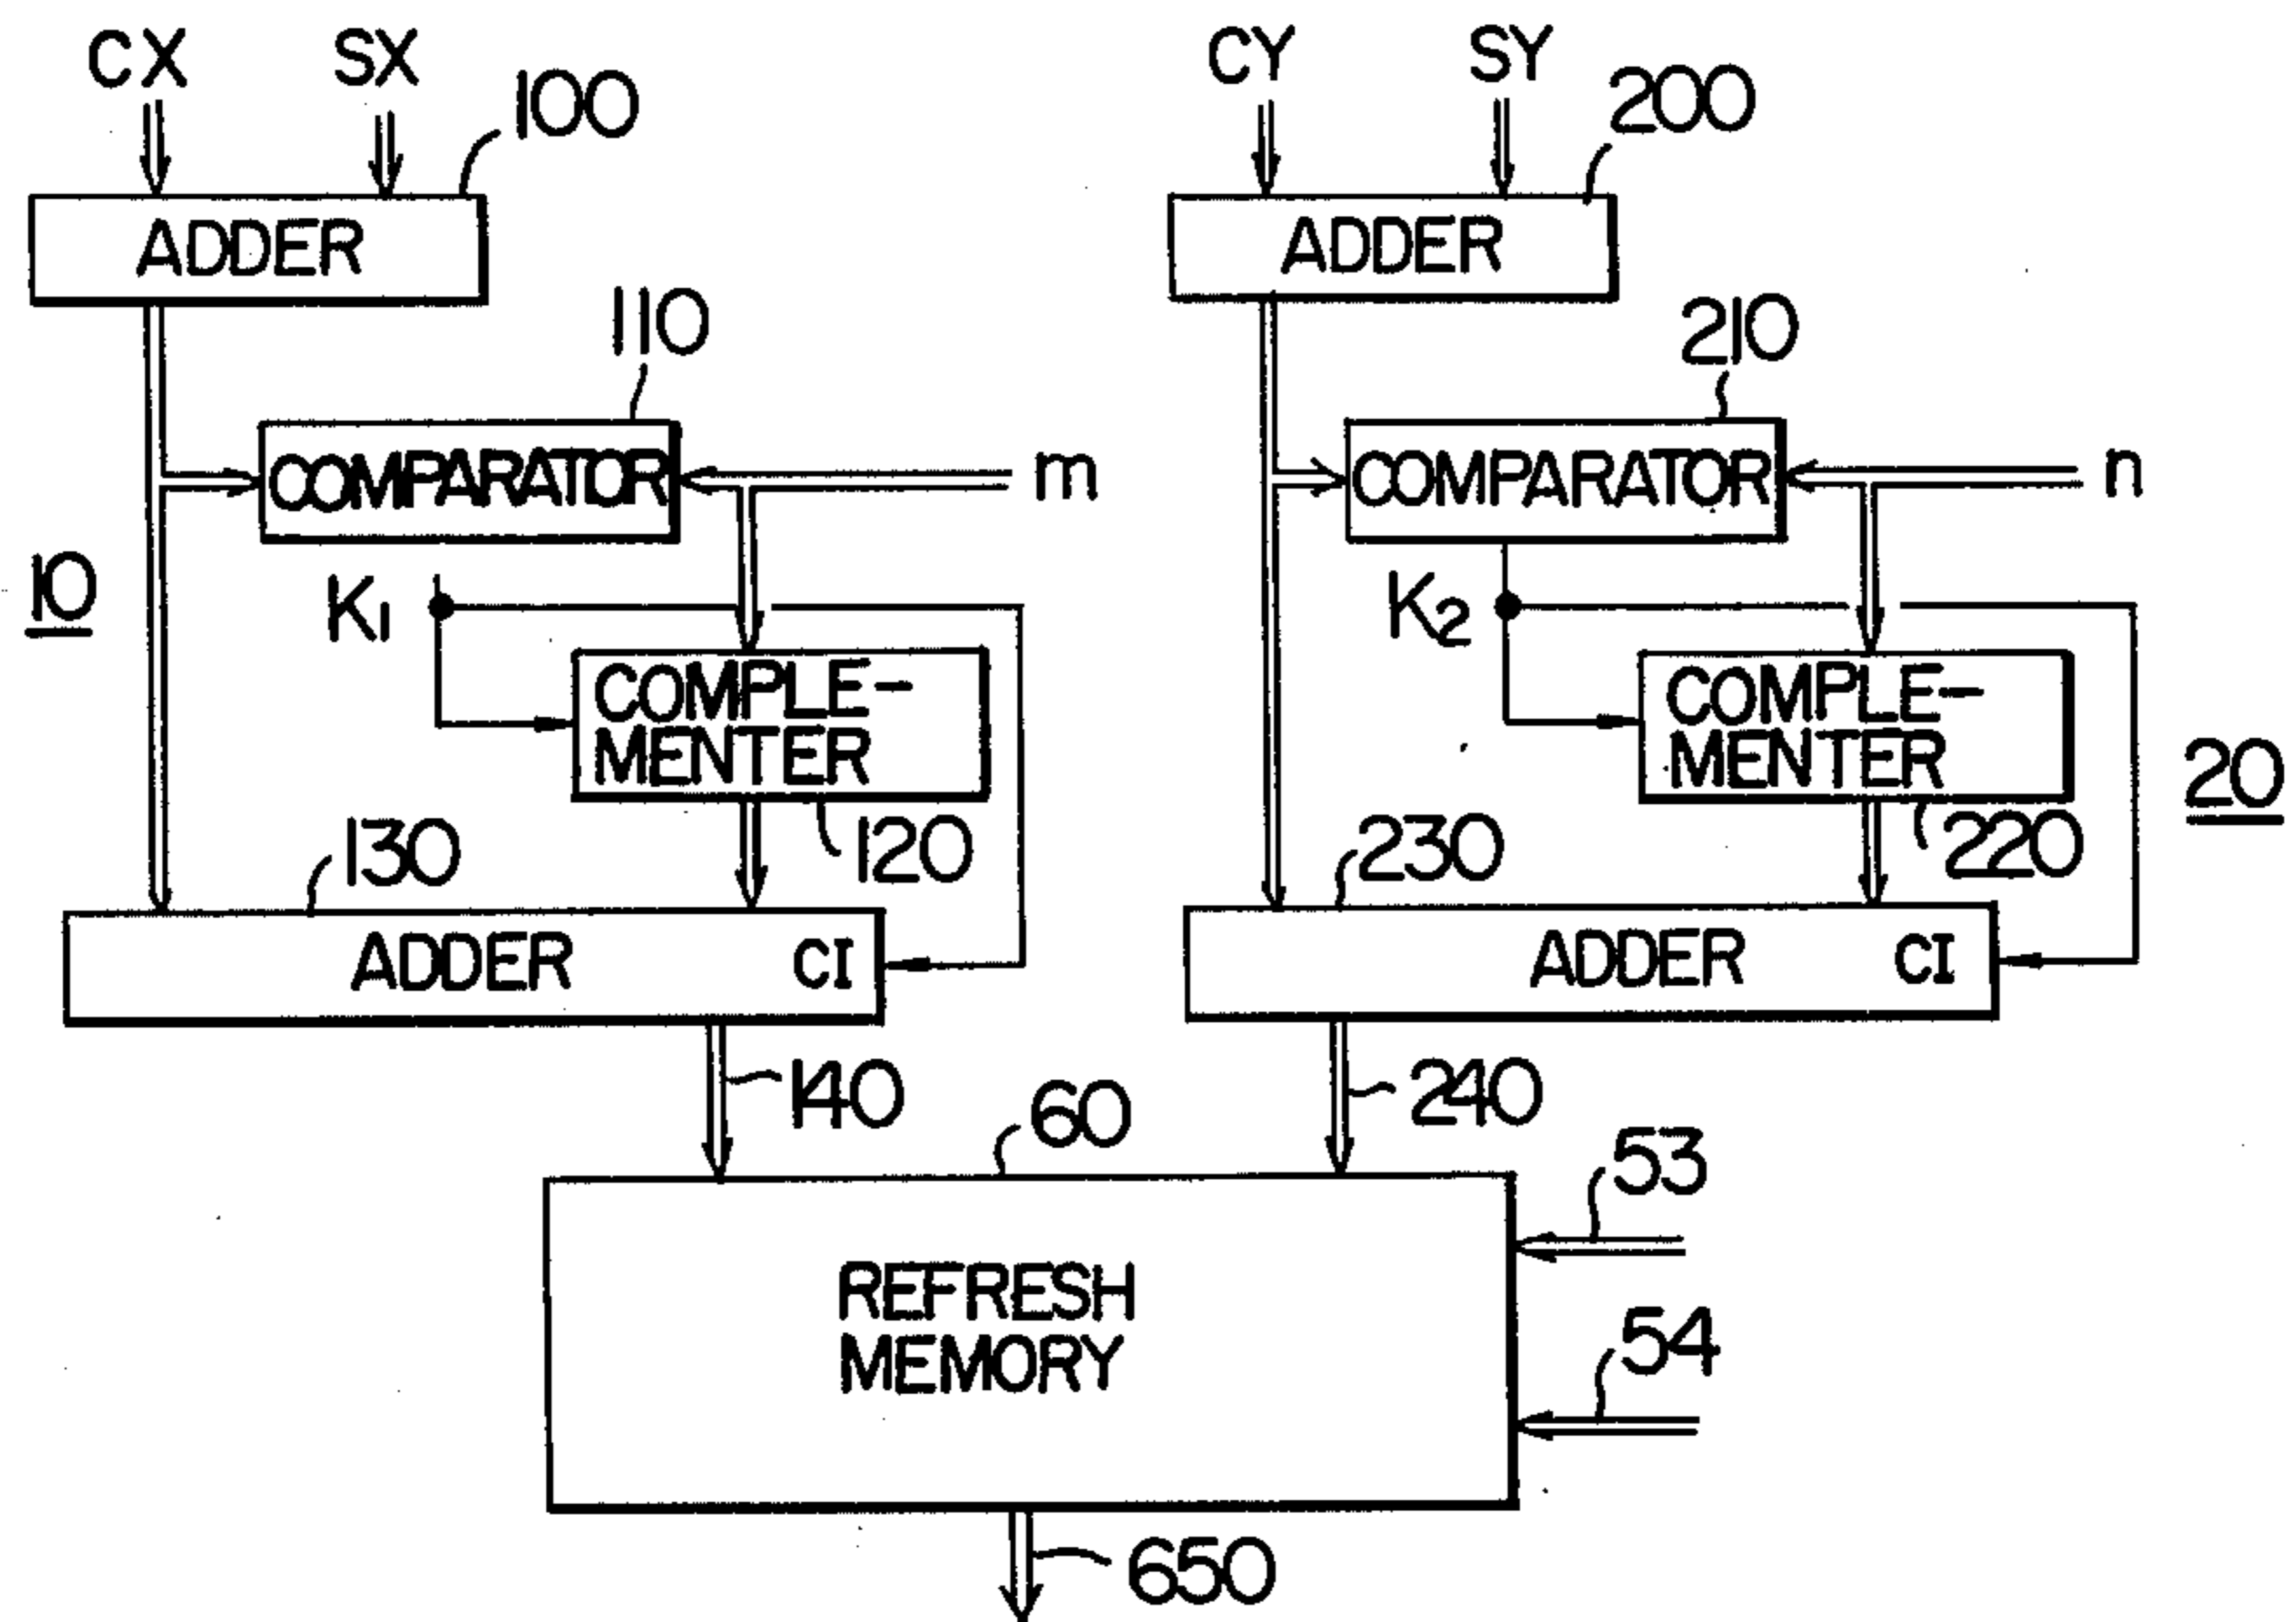 CX SX
100
CY SY
200
ADDER
ADDER
110
210
COMPARATOR
m
COMPARATOR
n
10
K1
K2
COMPLE-
MENTER
COMPLE-
MENTER
20
130
120
230
220
ADDER CI
ADDER CI
140
60
240
53
REFRESH
MEMORY
54
650